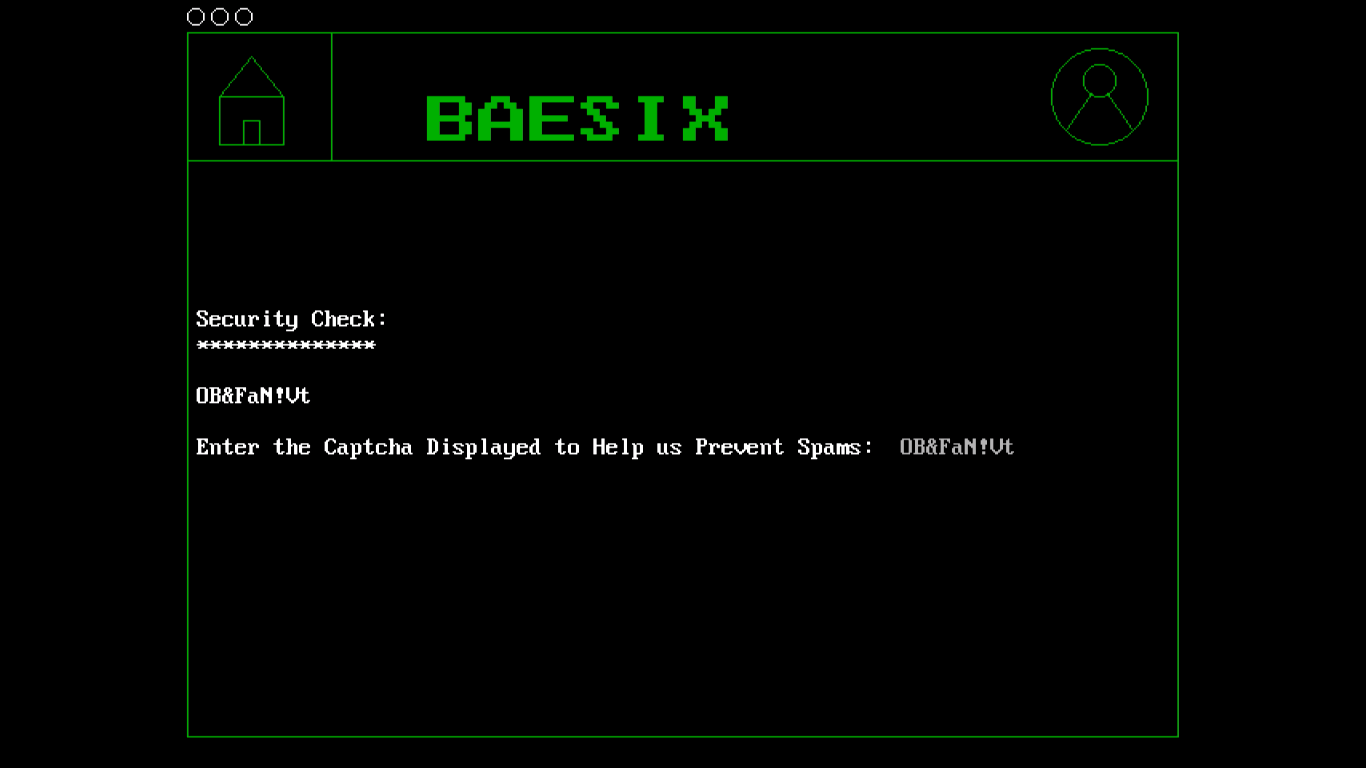 BAESIX
Security Check:
**************
OB&FaN!Vt
Enter the Captcha Displayed to Help us Prevent Spams: OB&FaN!Vt